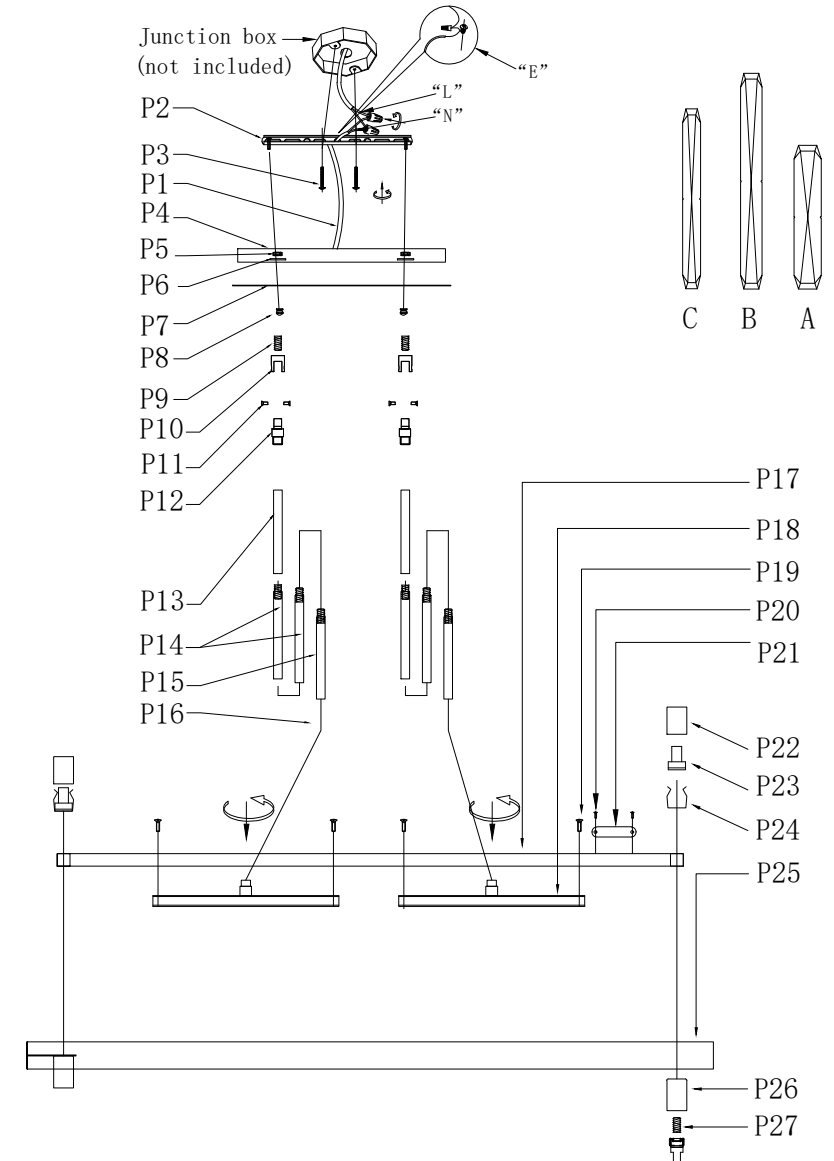 Junction box
(not included)
"E"
"L"
"N"
P2
P3
P1
P4
P5
P6
P7
P8
P9
P10
P11
P12
P13
P14
P15
P16
C
B
A
P17
P18
P19
P20
P21
P22
P23
P24
P25
P26
P27